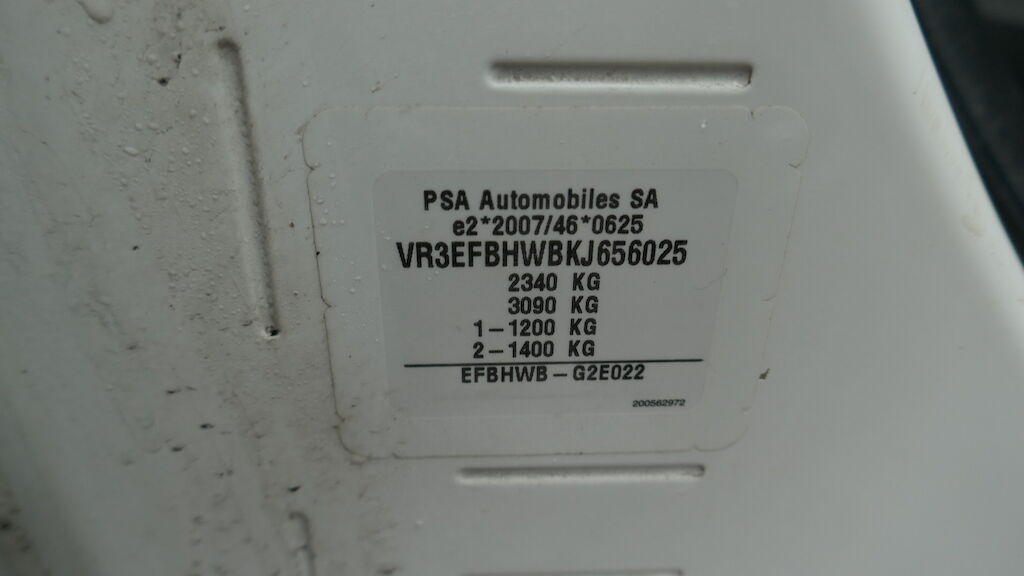 PSA Automobiles SA
e2*2007/46*0625
VR3EFBHWBKJ656025
2340 KG
3090 KG
1-1200 KG
2-1400 KG
EFBHWB-G2E022
200562972